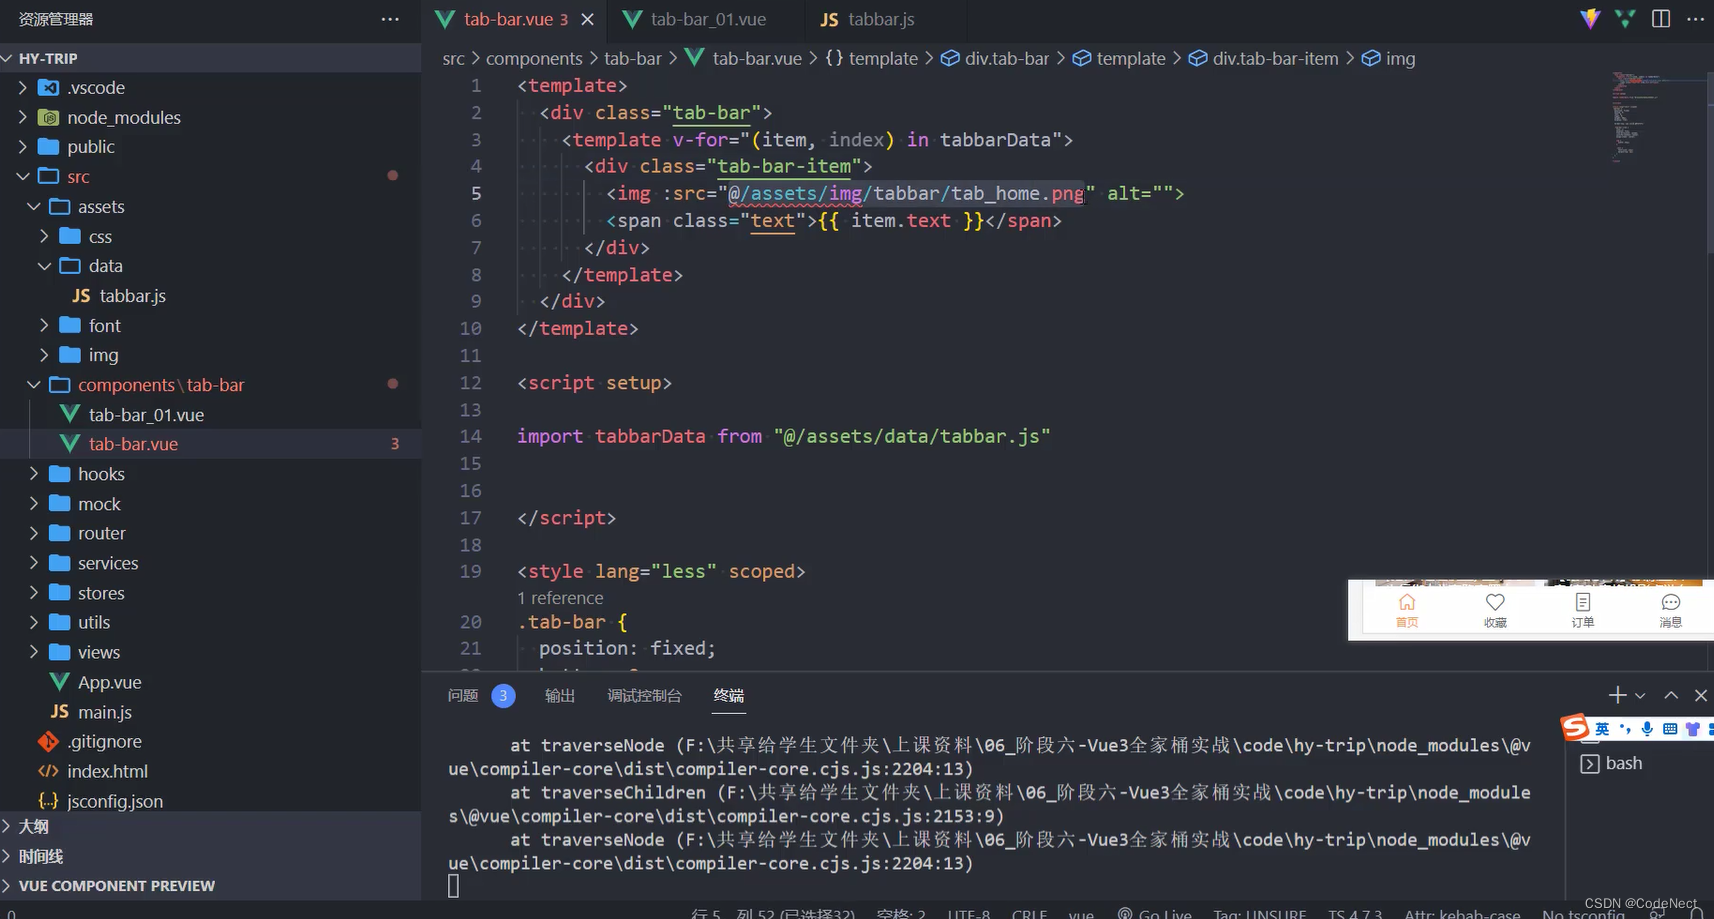 资源管理器
HY-TRIP
.vscode
node_modules
public
src
assets
css
data
JS tabbar.js
font
img
components\tab-bar
tab-bar_01.vue
tab-bar.vue 3
hooks
mock
router
services
stores
utils
views
App.vue
JS main.js
.gitignore
index.html
jsconfig.json
大纲
时间线
VUE COMPONENT PREVIEW
tab-bar.vue 3
tab-bar_01.vue
JS tabbar.js
src > components > tab-bar > tab-bar.vue > {} template > div.tab-bar > template > div.tab-bar-item > img
1 <template>
2 <div class="tab-bar">
3 <template v-for="(item, index) in tabbarData">
4 <div class="tab-bar-item">
5 <img :src="@/assets/img/tabbar/tab_home.png" alt="">
6 <span class="text">{{ item.text }}</span>
7 </div>
8 </template>
9 </div>
10 </template>
11
12 <script setup>
13
14 import tabbarData from "@/assets/data/tabbar.js"
15
16
17 </script>
18
19 <style lang="less" scoped>
1 reference
20 .tab-bar {
21 position: fixed;
首页 收藏 订单 消息
问题 3 输出 调试控制台 终端
at traverseNode (F:\共享给学生文件夹\上课资料\06_阶段六-Vue3全家桶实战\code\hy-trip\node_modules\@v
ue\compiler-core\dist\compiler-core.cjs.js:2204:13)
at traverseChildren (F:\共享给学生文件夹\上课资料\06_阶段六-Vue3全家桶实战\code\hy-trip\node_module
s\@vue\compiler-core\dist\compiler-core.cjs.js:2153:9)
at traverseNode (F:\共享给学生文件夹\上课资料\06_阶段六-Vue3全家桶实战\code\hy-trip\node_modules\@v
ue\compiler-core\dist\compiler-core.cjs.js:2204:13)
英
bash
行 5, 列 52 (已选择32) 空格: 2 UTF-8 CRLF vue Go Live Tag: UNSURE TS 4.7.3 Attr: kebab-case No tsconfig
CSDN @CodeNect